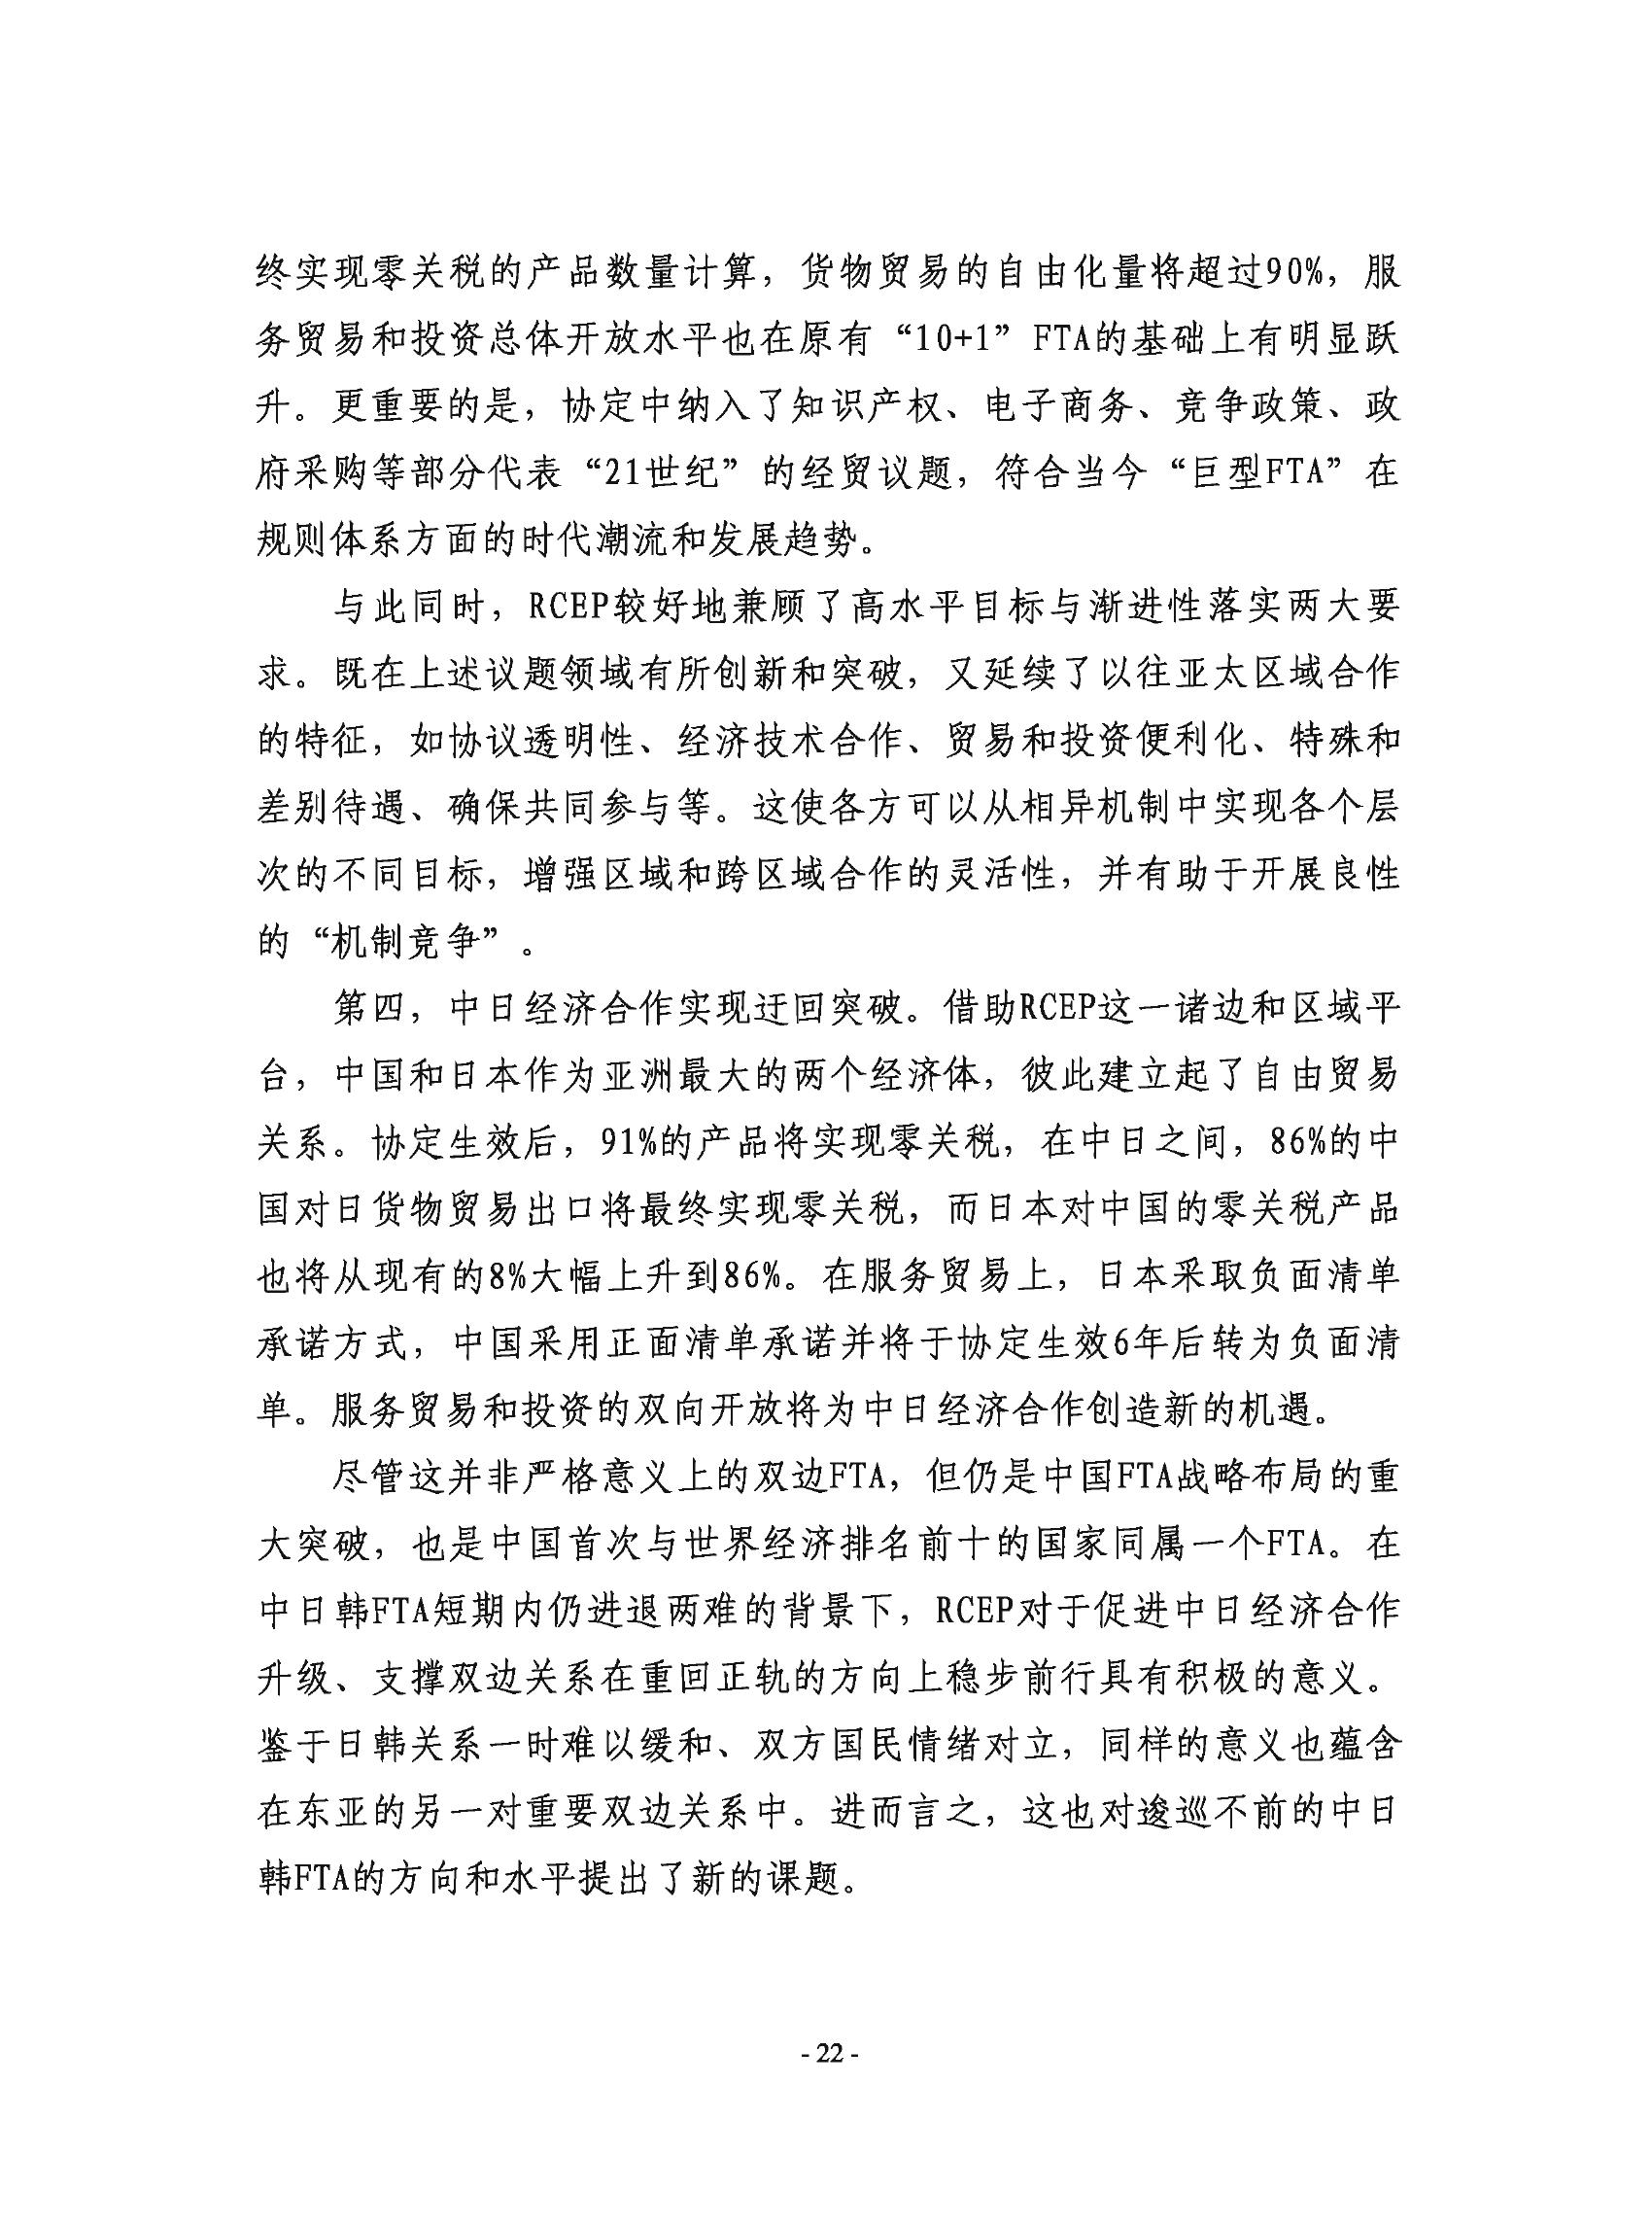 终实现零关税的产品数量计算，货物贸易的自由化量将超过90%，服
务贸易和投资总体开放水平也在原有“10+1”FTA的基础上有明显跃
升。更重要的是，协定中纳入了知识产权、电子商务、竞争政策、政
府采购等部分代表“21世纪”的经贸议题，符合当今“巨型FTA”在
规则体系方面的时代潮流和发展趋势。
与此同时，RCEP较好地兼顾了高水平目标与渐进性落实两大要
求。既在上述议题领域有所创新和突破，又延续了以往亚太区域合作
的特征，如协议透明性、经济技术合作、贸易和投资便利化、特殊和
差别待遇、确保共同参与等。这使各方可以从相异机制中实现各个层
次的不同目标，增强区域和跨区域合作的灵活性，并有助于开展良性
的“机制竞争”。
第四，中日经济合作实现迂回突破。借助RCEP这一诸边和区域平
台，中国和日本作为亚洲最大的两个经济体，彼此建立起了自由贸易
关系。协定生效后，91%的产品将实现零关税，在中日之间，86%的中
国对日货物贸易出口将最终实现零关税，而日本对中国的零关税产品
也将从现有的8%大幅上升到86%。在服务贸易上，日本采取负面清单
承诺方式，中国采用正面清单承诺并将于协定生效6年后转为负面清
单。服务贸易和投资的双向开放将为中日经济合作创造新的机遇。
尽管这并非严格意义上的双边FTA，但仍是中国FTA战略布局的重
大突破，也是中国首次与世界经济排名前十的国家同属一个FTA。在
中日韩FTA短期内仍进退两难的背景下，RCEP对于促进中日经济合作
升级、支撑双边关系在重回正轨的方向上稳步前行具有积极的意义。
鉴于日韩关系一时难以缓和、双方国民情绪对立，同样的意义也蕴含
在东亚的另一对重要双边关系中。进而言之，这也对逡巡不前的中日
韩FTA的方向和水平提出了新的课题。
- 22 -